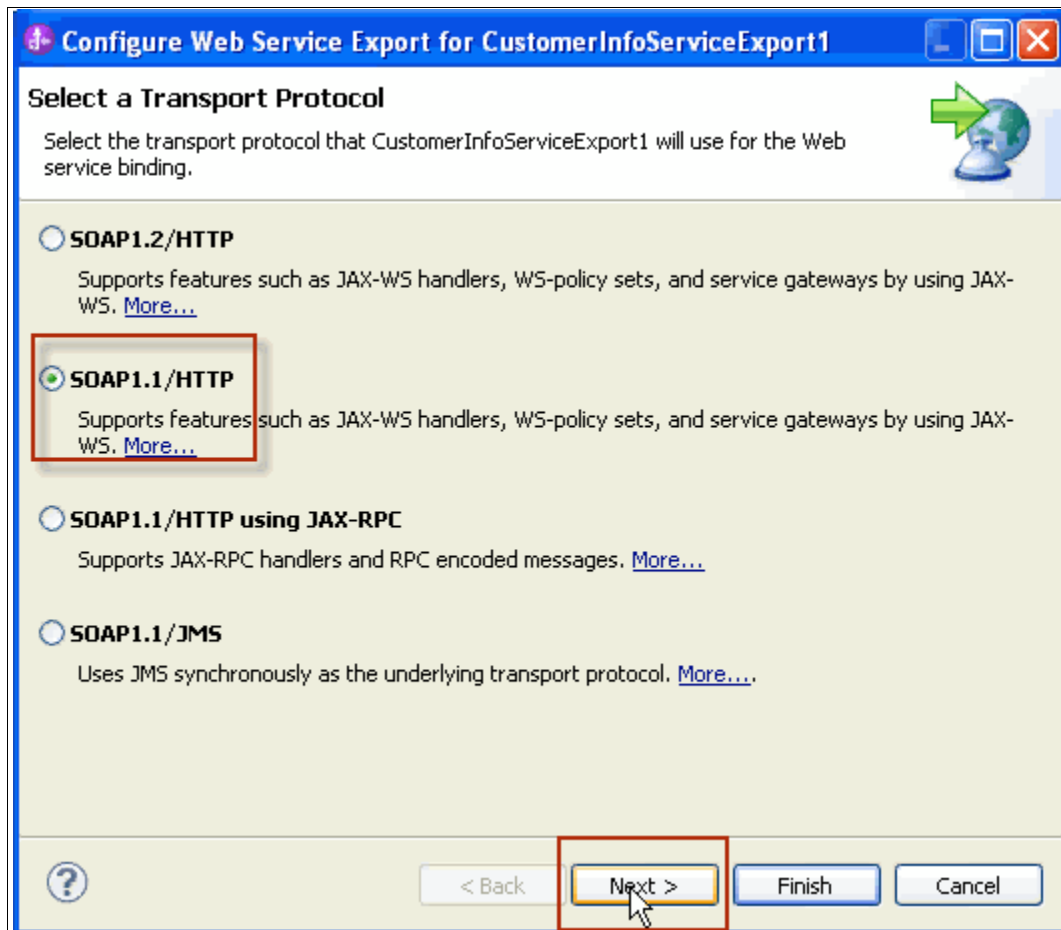 Configure Web Service Export for CustomerInfoServiceExport1
Select a Transport Protocol
Select the transport protocol that CustomerInfoServiceExport1 will use for the Web
service binding.
SOAP1.2/HTTP
Supports features such as JAX-WS handlers, WS-policy sets, and service gateways by using JAX-
WS. More...
SOAP1.1/HTTP
Supports features such as JAX-WS handlers, WS-policy sets, and service gateways by using JAX-
WS. More...
SOAP1.1/HTTP using JAX-RPC
Supports JAX-RPC handlers and RPC encoded messages. More...
SOAP1.1/JMS
Uses JMS synchronously as the underlying transport protocol. More....
? < Back Next > Finish Cancel